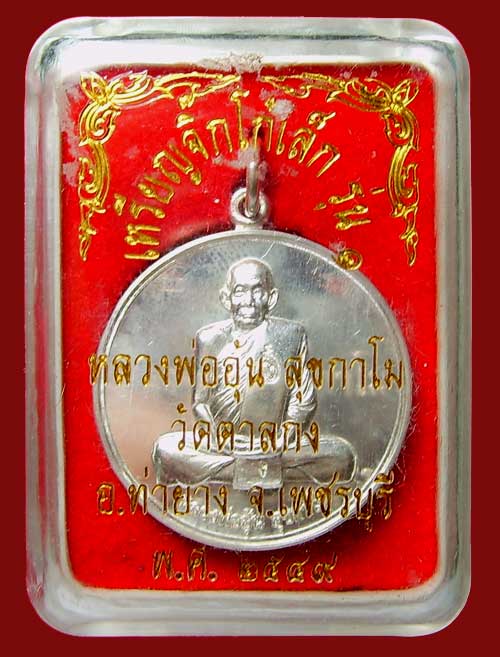 เหรียญจิ๊กโก๋เล็ก รุ่น ๑
หลวงพ่ออุ้น สุขกาโม
วัดตาลกง
อ.ท่ายาง จ.เพชรบุรี
พ.ศ. ๒๕๔๙